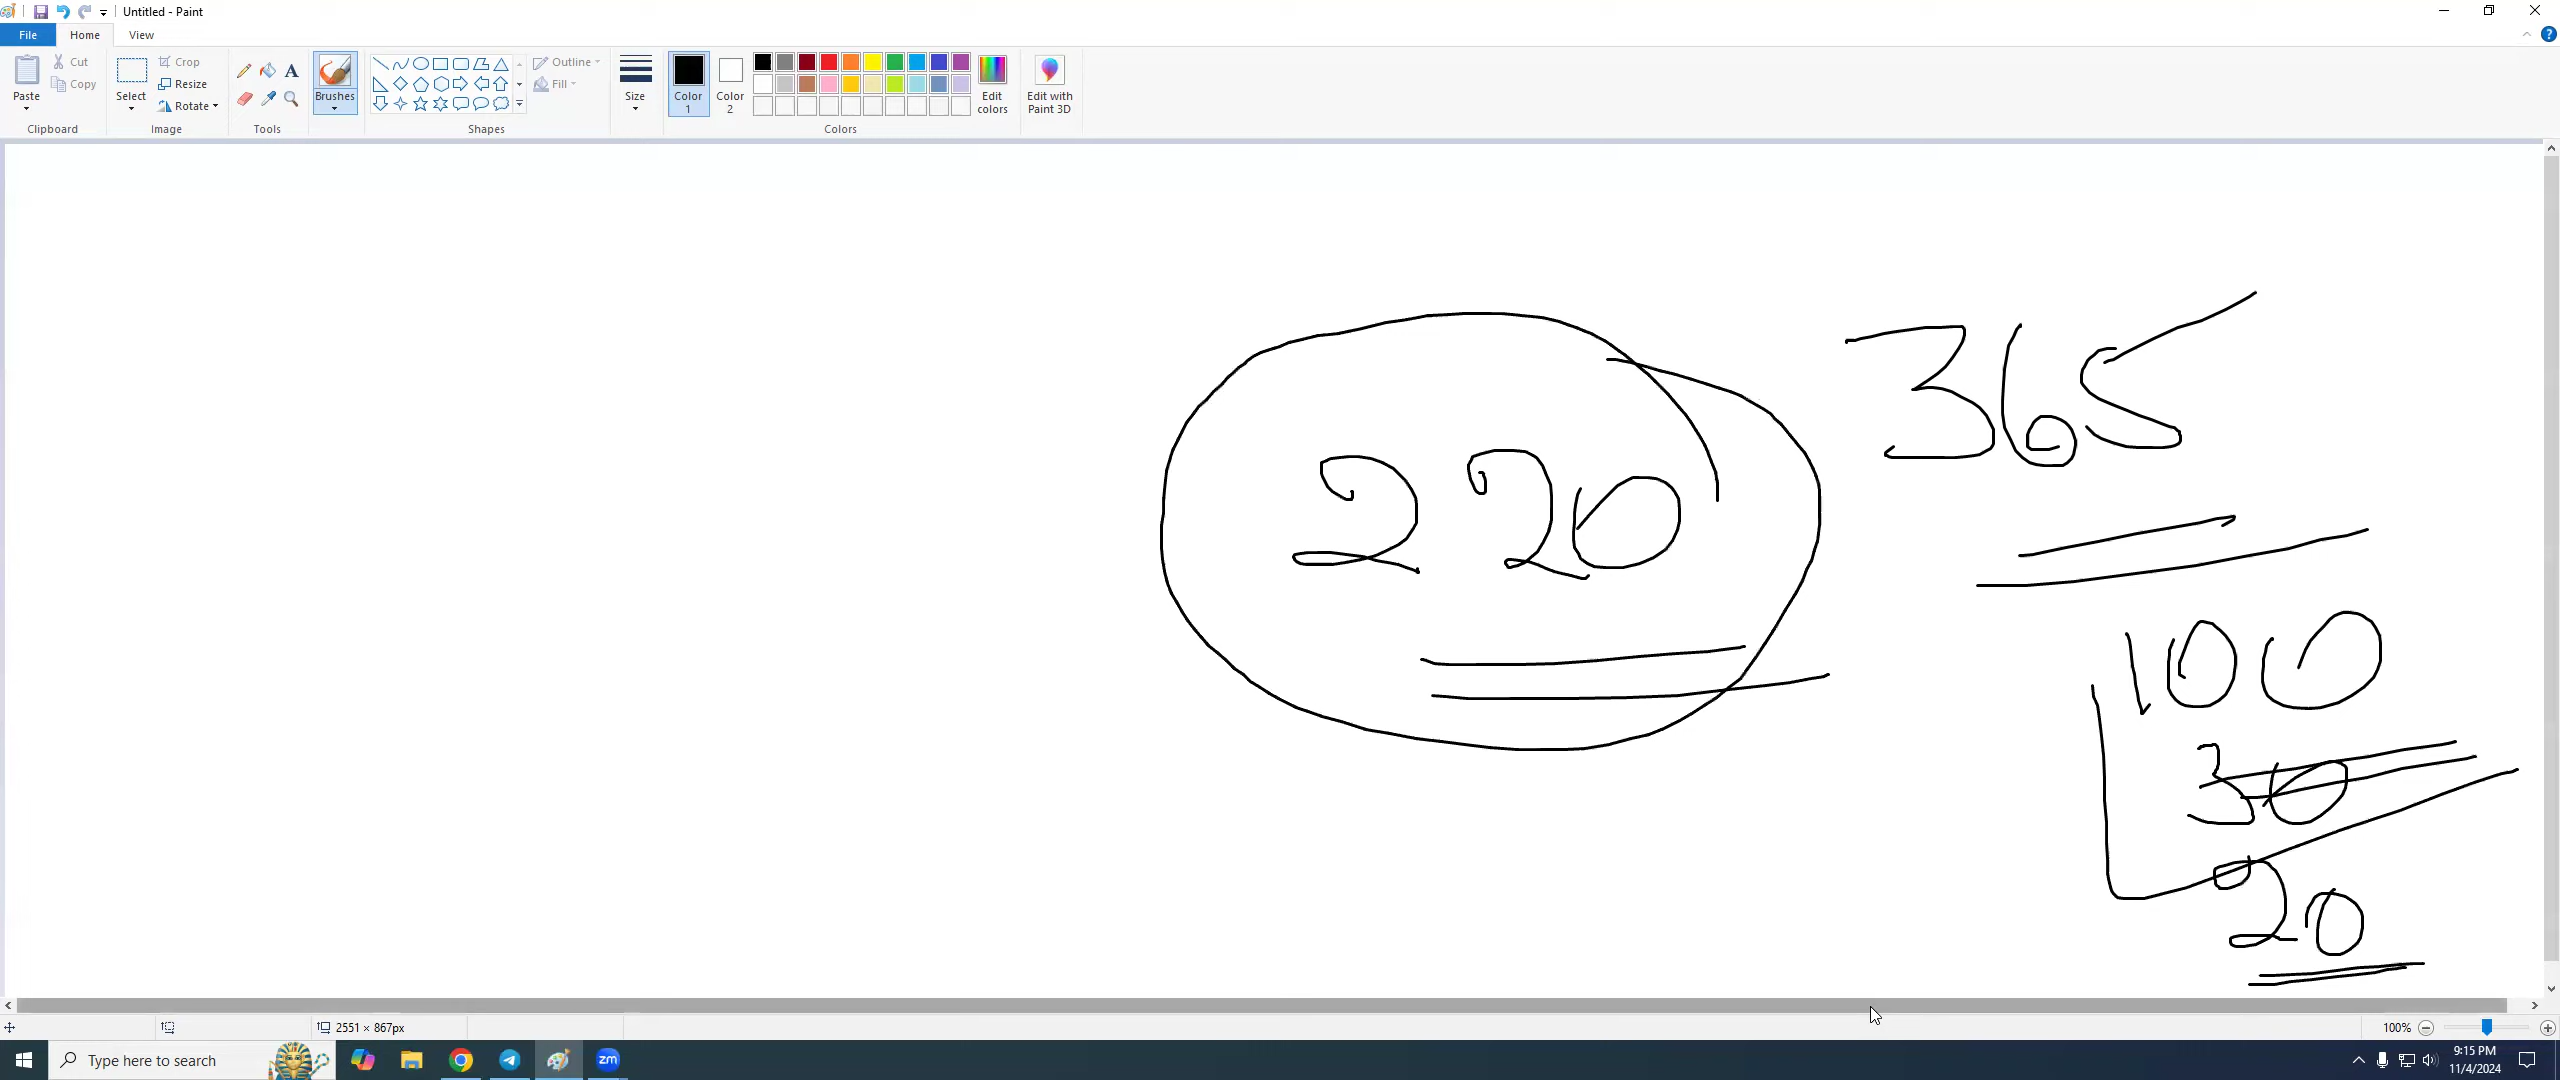 Untitled - Paint
File Home View
Paste
Cut
Copy
Clipboard
Select
Crop
Resize
Rotate
Image
Tools
Brushes
Outline
Fill
Shapes
Size
Color 1
Color 2
Edit colors
Colors
Edit with Paint 3D
365
220
100
30
20
2551 × 867px
100%
Type here to search
zm
9:15 PM
11/4/2024